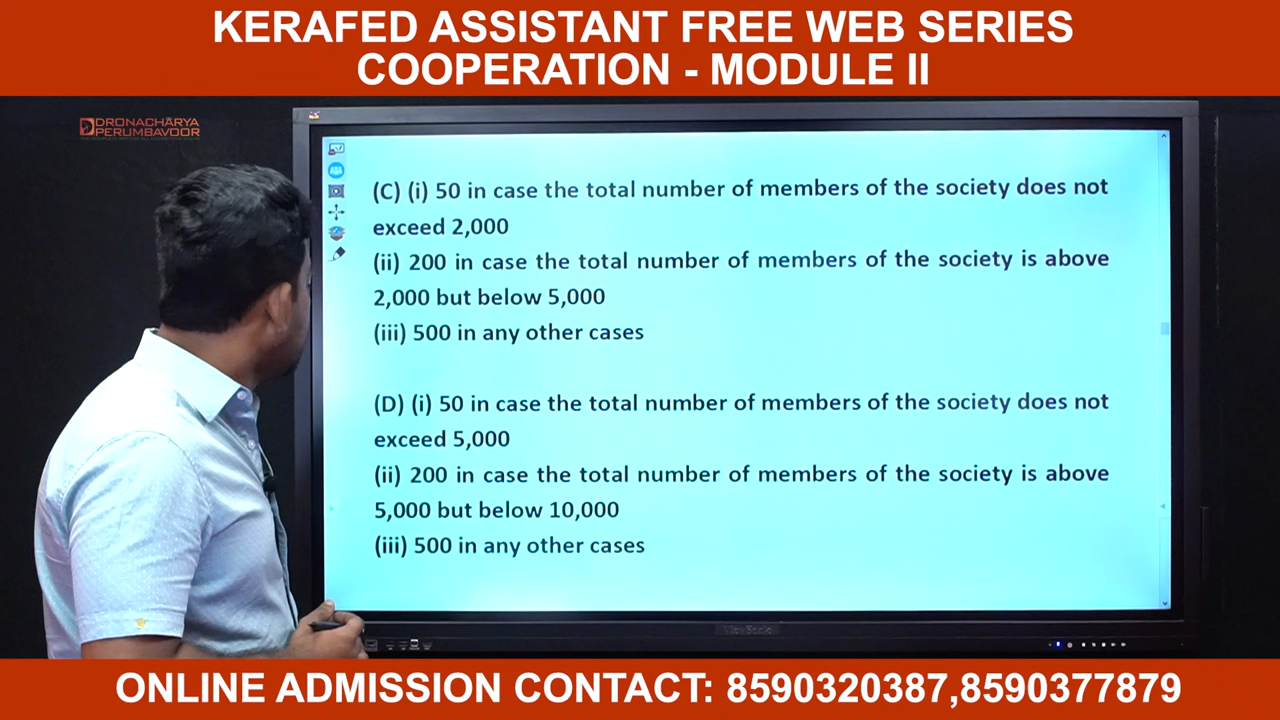 KERAFED ASSISTANT FREE WEB SERIES
COOPERATION - MODULE II
DRONACHARYA
PERUMBAVOOR
(C) (i) 50 in case the total number of members of the society does not
exceed 2,000
(ii) 200 in case the total number of members of the society is above
2,000 but below 5,000
(iii) 500 in any other cases
(D) (i) 50 in case the total number of members of the society does not
exceed 5,000
(ii) 200 in case the total number of members of the society is above
5,000 but below 10,000
(iii) 500 in any other cases
ViewSonic
ONLINE ADMISSION CONTACT: 8590320387,8590377879